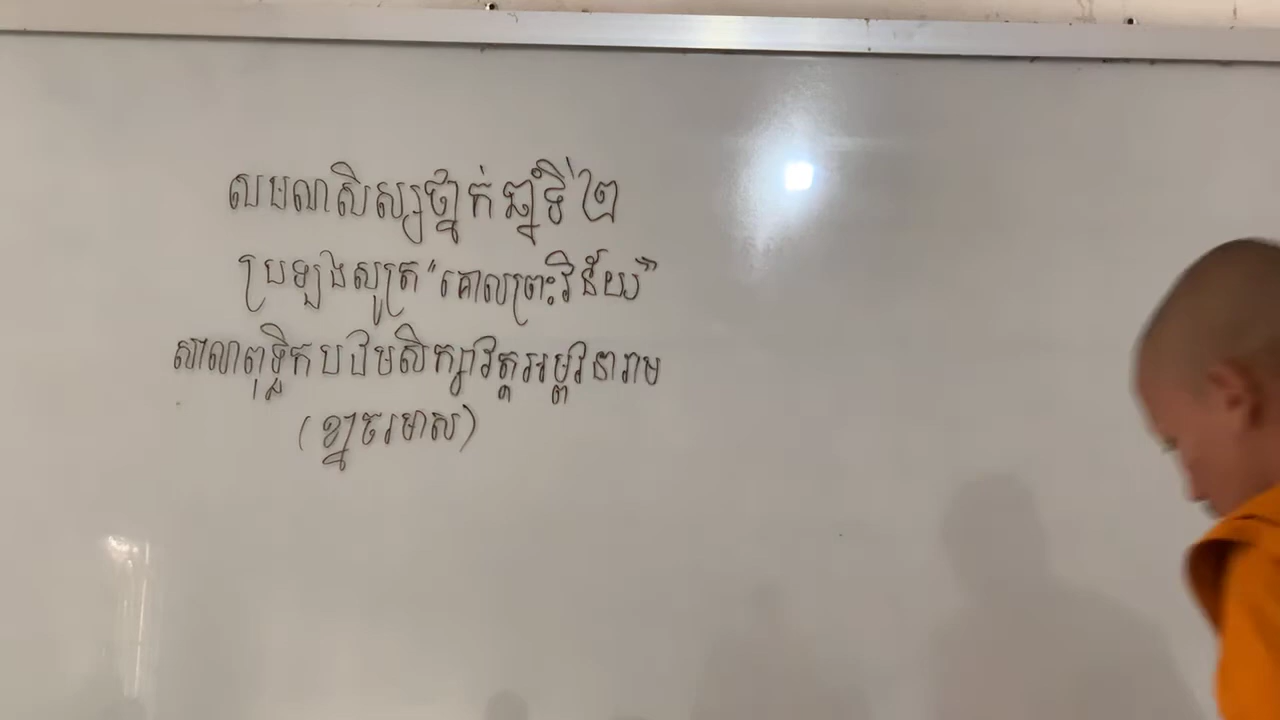 សមណសិស្សថ្នាក់ឆ្នាំទី២
ប្រឡងសូត្រ "គោលព្រះវិន័យ"
សាលាពុទ្ធិកបឋមសិក្សាវត្តអម្ពវនារាម
(ខ្នាចរមាស)